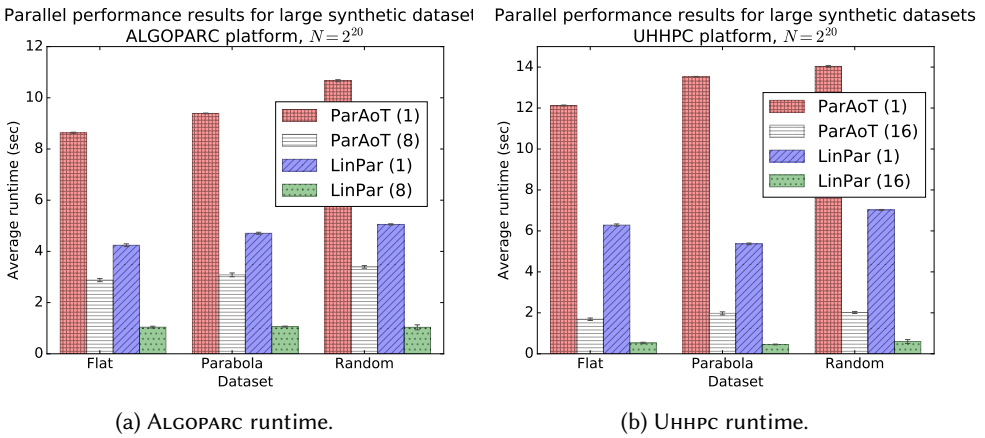 Parallel performance results for large synthetic dataset
ALGOPARC platform, N=2^20
12
10
8
6
4
2
0
Average runtime (sec)
ParAoT (1)
ParAoT (8)
LinPar (1)
LinPar (8)
Flat
Parabola
Random
Dataset
(a) ALGOPARC runtime.
Parallel performance results for large synthetic datasets
UHHPC platform, N=2^20
14
12
10
8
6
4
2
0
Average runtime (sec)
ParAoT (1)
ParAoT (16)
LinPar (1)
LinPar (16)
Flat
Parabola
Random
Dataset
(b) UHHPC runtime.